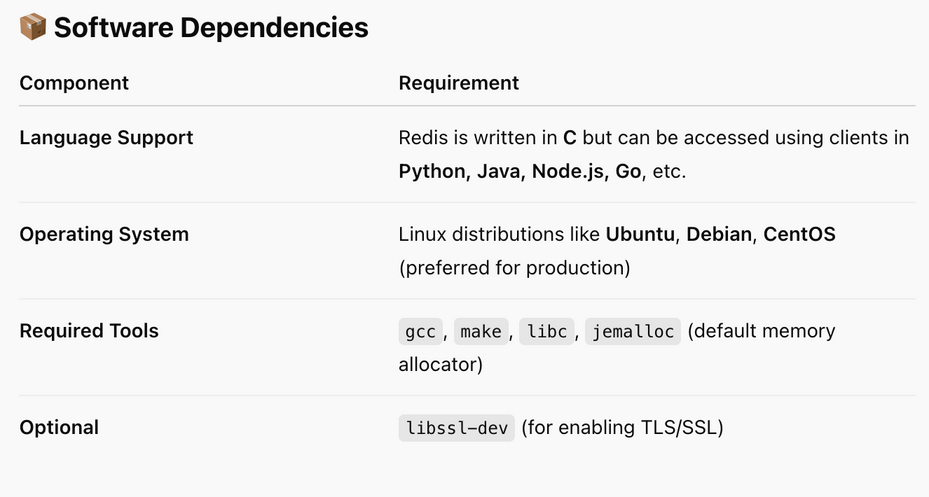 📦 Software Dependencies
Component Requirement
Language Support Redis is written in C but can be accessed using clients in
Python, Java, Node.js, Go, etc.
Operating System Linux distributions like Ubuntu, Debian, CentOS
(preferred for production)
Required Tools gcc, make, libc, jemalloc (default memory
allocator)
Optional libssl-dev (for enabling TLS/SSL)